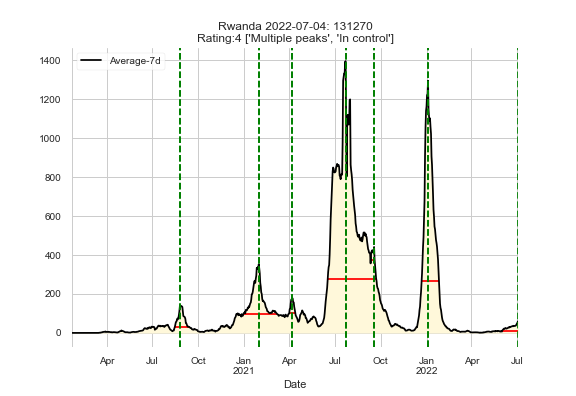 Rwanda 2022-07-04: 131270
Rating:4 ['Multiple peaks', 'In control']
Average-7d
1400
1200
1000
800
600
400
200
0
Apr Jul Oct Jan Apr Jul Oct Jan Apr Jul
2021 2022
Date